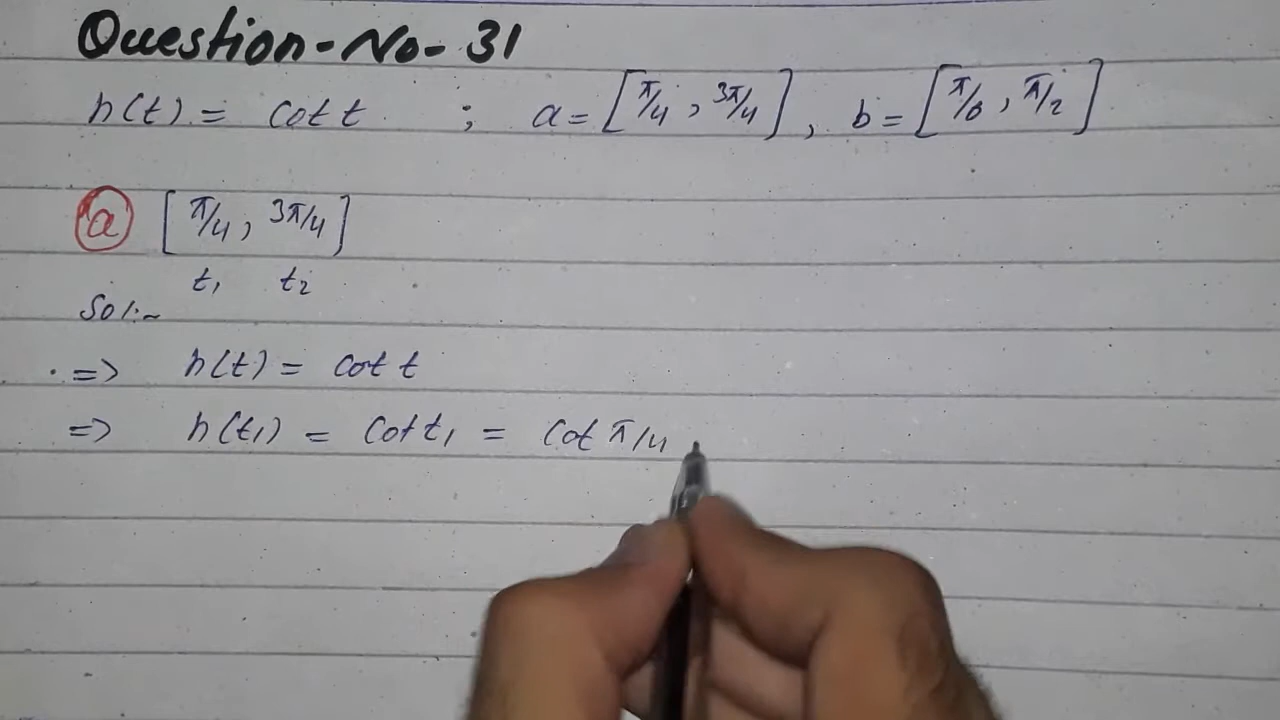 Question-No-31
h(t) = cot t ; a = [π/4, 3π/4], b = [π/6, π/2]
(a) [π/4, 3π/4]
t₁ t₂
Sol:-
=> h(t) = cot t
=> h(t₁) = cot t₁ = cot π/4